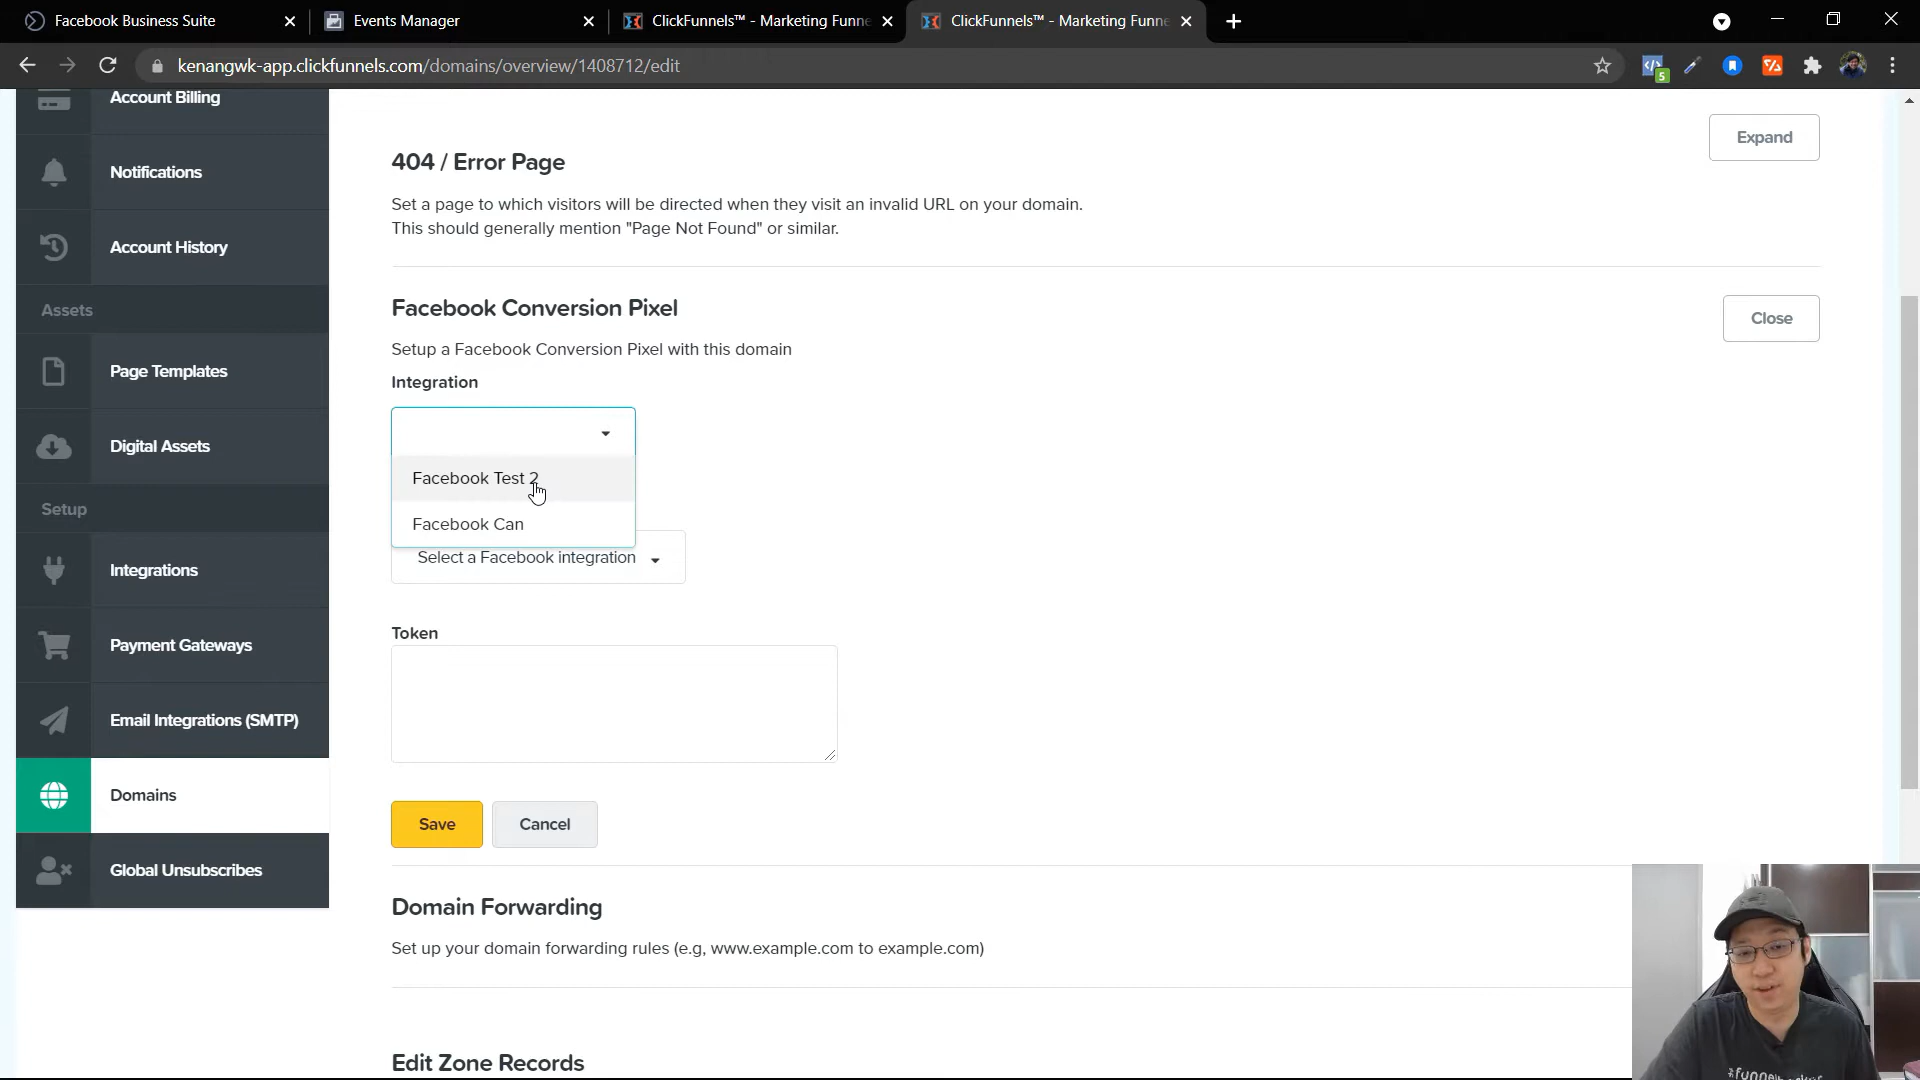 Facebook Business Suite
Events Manager
ClickFunnels™ - Marketing Funne
ClickFunnels™ - Marketing Funne
kenangwk-app.clickfunnels.com/domains/overview/1408712/edit
5
Account Billing
Notifications
Account History
Assets
Page Templates
Digital Assets
Setup
Integrations
Payment Gateways
Email Integrations (SMTP)
Domains
Global Unsubscribes
Expand
404 / Error Page
Set a page to which visitors will be directed when they visit an invalid URL on your domain.
This should generally mention "Page Not Found" or similar.
Facebook Conversion Pixel
Close
Setup a Facebook Conversion Pixel with this domain
Integration
Facebook Test 2
Facebook Can
Select a Facebook integration
Token
Save
Cancel
Domain Forwarding
Set up your domain forwarding rules (e.g, www.example.com to example.com)
Edit Zone Records